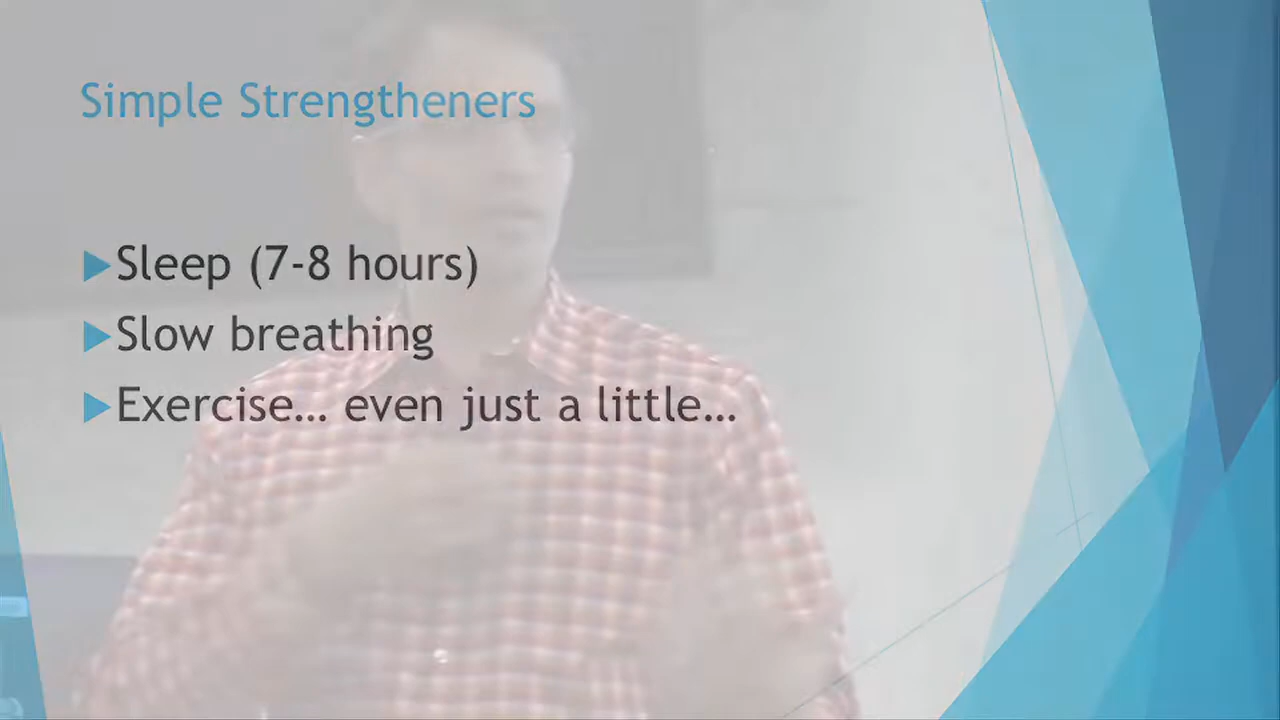 Simple Strengtheners
Sleep (7-8 hours)
Slow breathing
Exercise... even just a little...